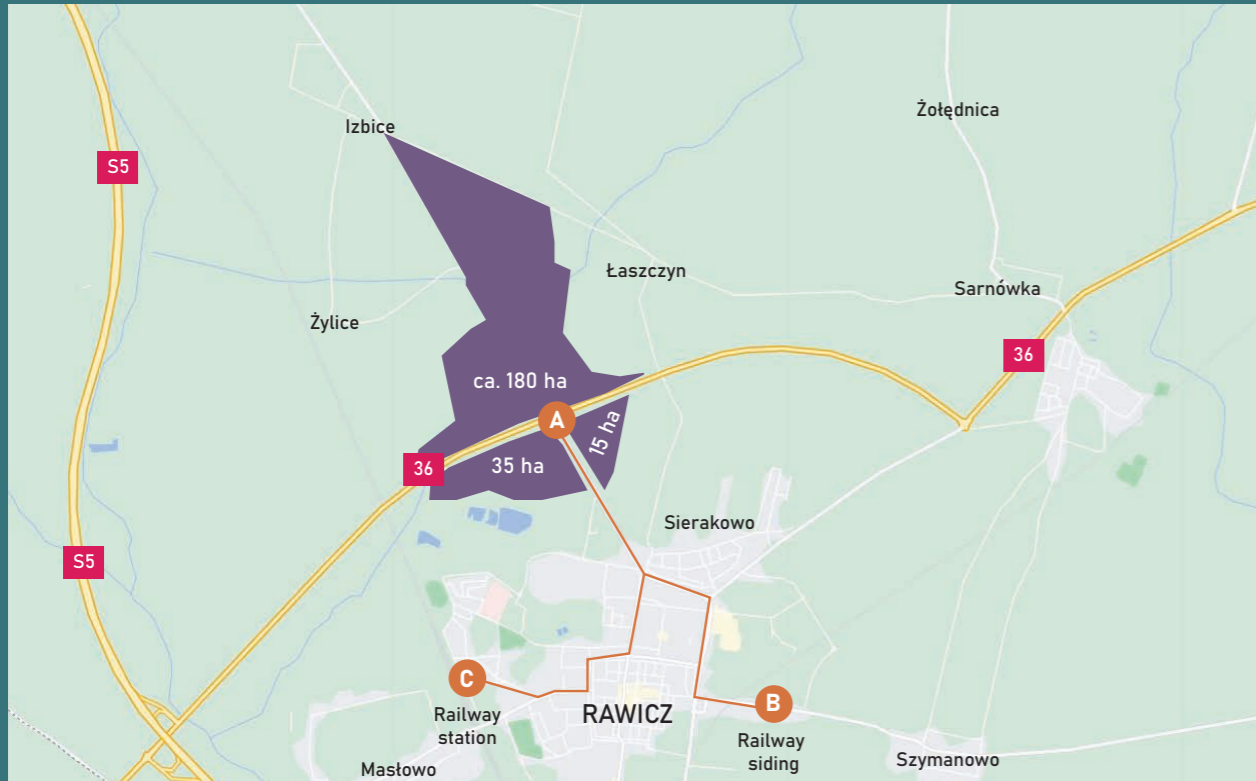 Żołędnica
Izbice
S5
Łaszczyn
Sarnówka
Żylice
36
ca. 180 ha
A
15 ha
36
35 ha
Sierakowo
S5
C
Railway
station
RAWICZ
B
Railway
siding
Szymanowo
Masłowo